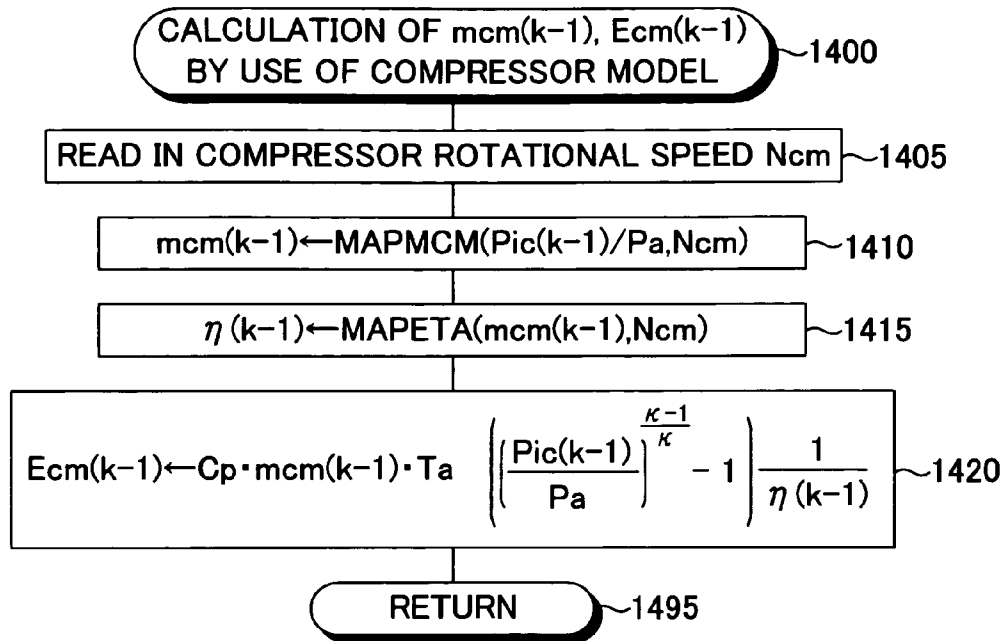 CALCULATION OF mcm(k-1), Ecm(k-1)
BY USE OF COMPRESSOR MODEL
~1400
READ IN COMPRESSOR ROTATIONAL SPEED Ncm
~1405
mcm(k-1)←MAPMCM(Pic(k-1)/Pa,Ncm)
~1410
η(k-1)←MAPETA(mcm(k-1),Ncm)
~1415
Ecm(k-1)←Cp·mcm(k-1)·Ta ((Pic(k-1)/Pa)^((κ-1)/κ) - 1) 1/η(k-1)
~1420
RETURN
~1495